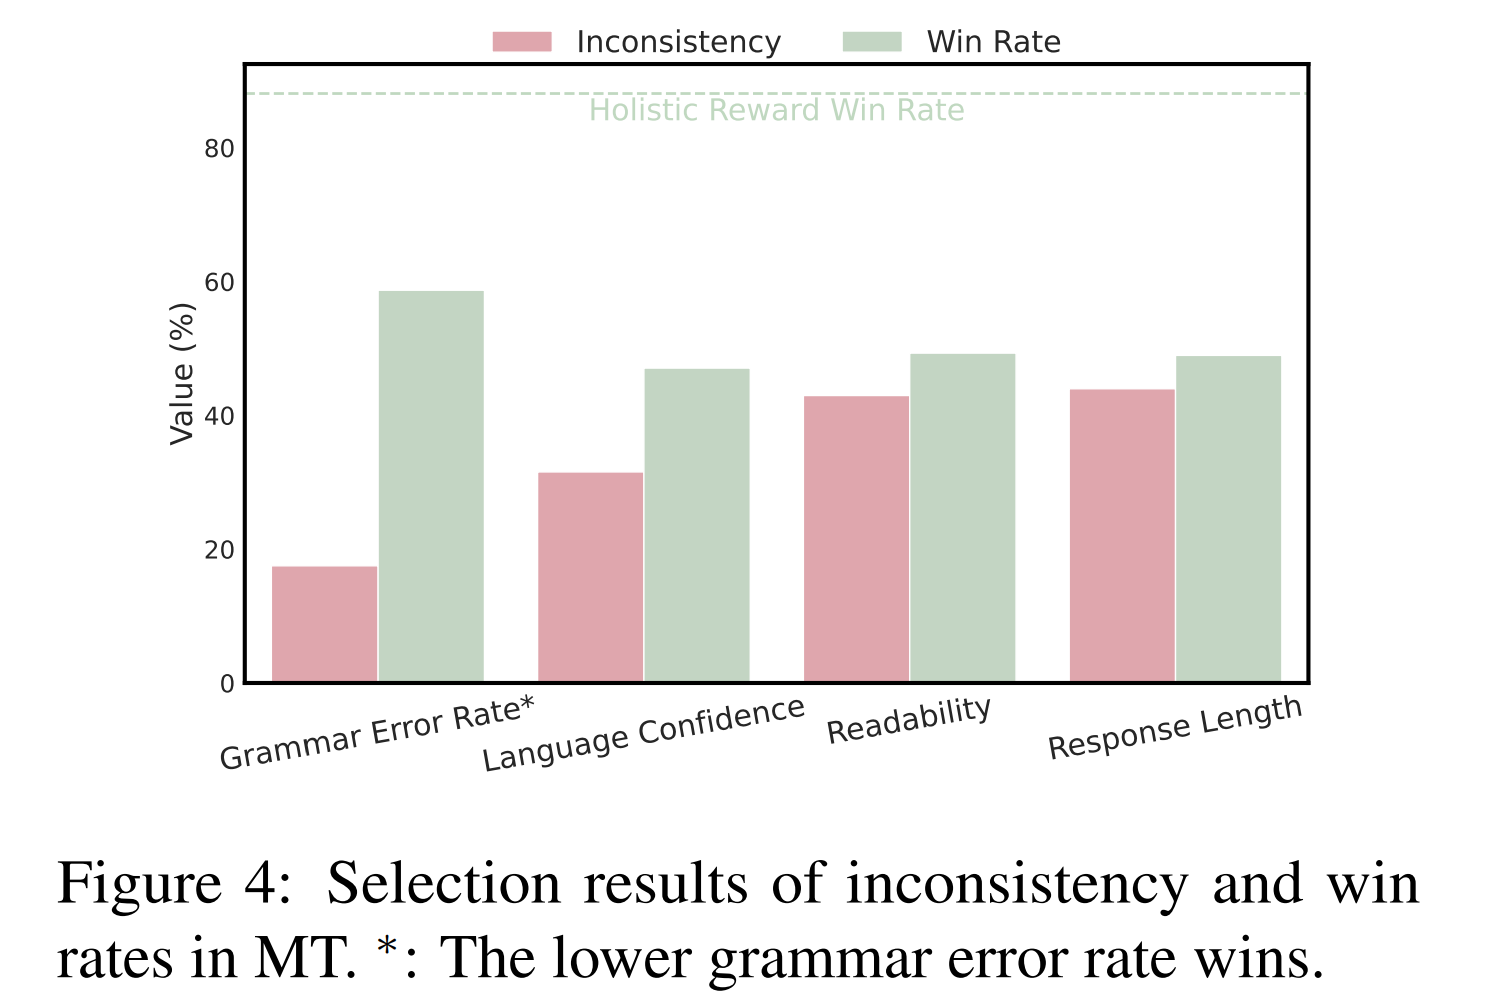 Inconsistency Win Rate
Holistic Reward Win Rate
80
60
40
20
0
Value (%)
Grammar Error Rate*
Language Confidence
Readability
Response Length
Figure 4: Selection results of inconsistency and win
rates in MT. *: The lower grammar error rate wins.